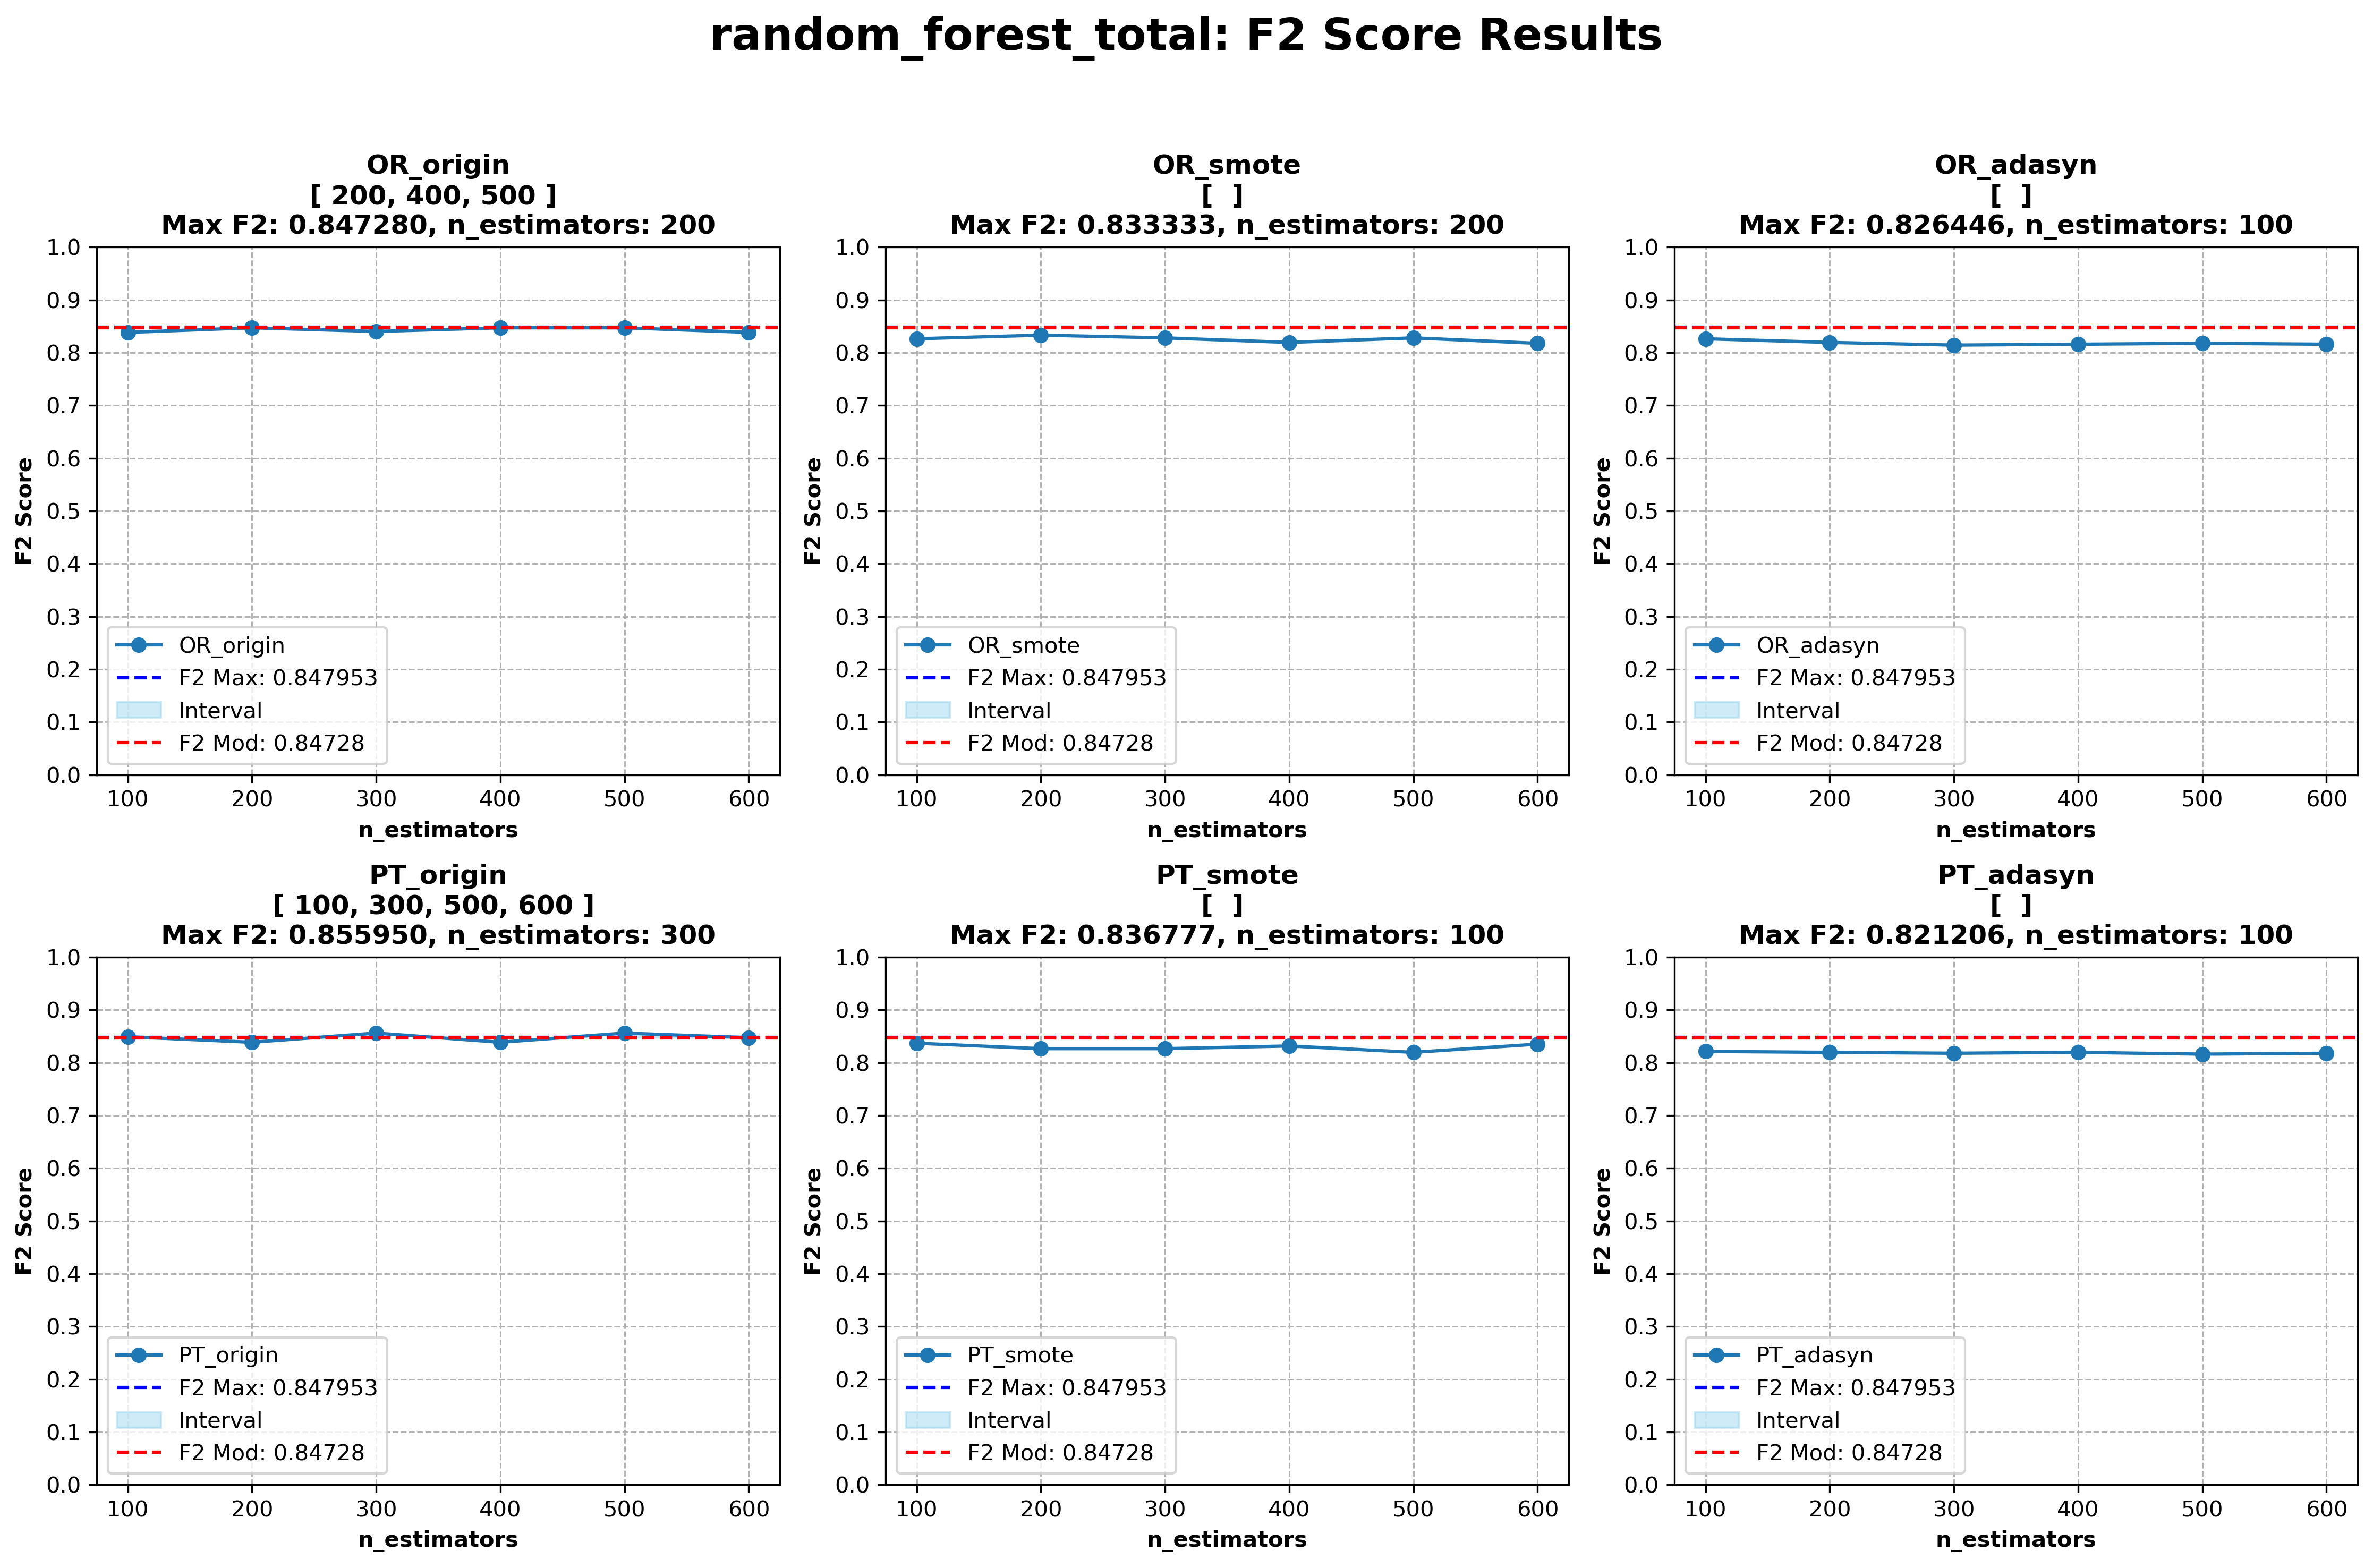 random_forest_total: F2 Score Results
OR_origin
[ 200, 400, 500 ]
Max F2: 0.847280, n_estimators: 200
1.0
0.9
0.8
0.7
0.6
0.5
0.4
0.3
0.2
0.1
0.0
F2 Score
OR_origin
F2 Max: 0.847953
Interval
F2 Mod: 0.84728
100 200 300 400 500 600
n_estimators
OR_smote
[  ]
Max F2: 0.833333, n_estimators: 200
1.0
0.9
0.8
0.7
0.6
0.5
0.4
0.3
0.2
0.1
0.0
F2 Score
OR_smote
F2 Max: 0.847953
Interval
F2 Mod: 0.84728
100 200 300 400 500 600
n_estimators
OR_adasyn
[  ]
Max F2: 0.826446, n_estimators: 100
1.0
0.9
0.8
0.7
0.6
0.5
0.4
0.3
0.2
0.1
0.0
F2 Score
OR_adasyn
F2 Max: 0.847953
Interval
F2 Mod: 0.84728
100 200 300 400 500 600
n_estimators
PT_origin
[ 100, 300, 500, 600 ]
Max F2: 0.855950, n_estimators: 300
1.0
0.9
0.8
0.7
0.6
0.5
0.4
0.3
0.2
0.1
0.0
F2 Score
PT_origin
F2 Max: 0.847953
Interval
F2 Mod: 0.84728
100 200 300 400 500 600
n_estimators
PT_smote
[  ]
Max F2: 0.836777, n_estimators: 100
1.0
0.9
0.8
0.7
0.6
0.5
0.4
0.3
0.2
0.1
0.0
F2 Score
PT_smote
F2 Max: 0.847953
Interval
F2 Mod: 0.84728
100 200 300 400 500 600
n_estimators
PT_adasyn
[  ]
Max F2: 0.821206, n_estimators: 100
1.0
0.9
0.8
0.7
0.6
0.5
0.4
0.3
0.2
0.1
0.0
F2 Score
PT_adasyn
F2 Max: 0.847953
Interval
F2 Mod: 0.84728
100 200 300 400 500 600
n_estimators